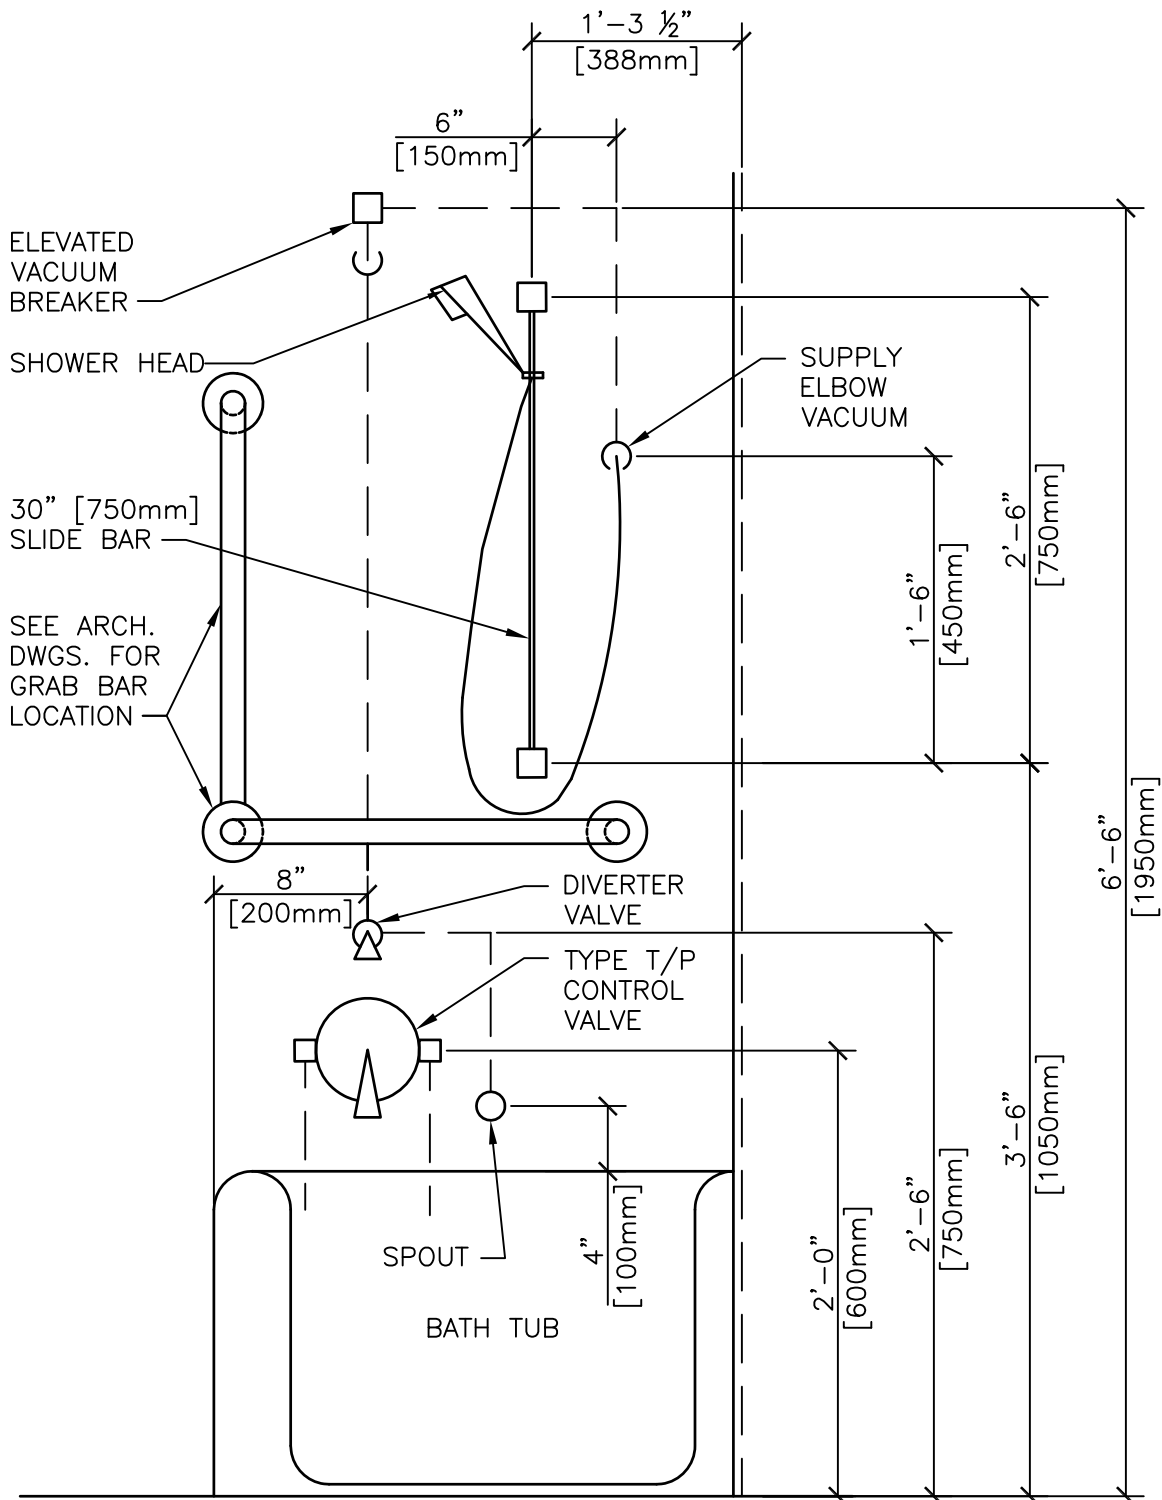 1'-3 ½"
[388mm]
6"
[150mm]
ELEVATED
VACUUM
BREAKER
SHOWER HEAD
SUPPLY
ELBOW
VACUUM
30" [750mm]
SLIDE BAR
2'-6"
[750mm]
1'-6"
[450mm]
SEE ARCH.
DWGS. FOR
GRAB BAR
LOCATION
6'-6"
[1950mm]
8"
[200mm]
DIVERTER
VALVE
TYPE T/P
CONTROL
VALVE
3'-6"
[1050mm]
2'-6"
[750mm]
2'-0"
[600mm]
4"
[100mm]
SPOUT
BATH TUB